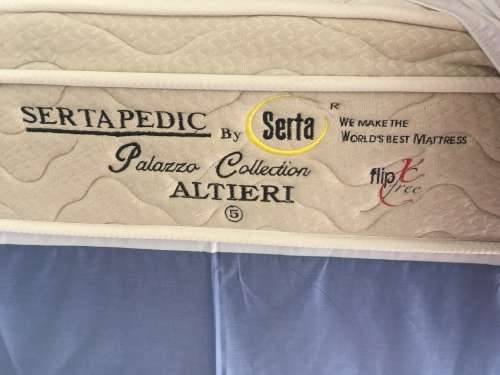 SERTAPEDIC By Serta ®
WE MAKE THE
WORLD'S BEST MATTRESS
Palazzo Collection
ALTIERI
5
flip free